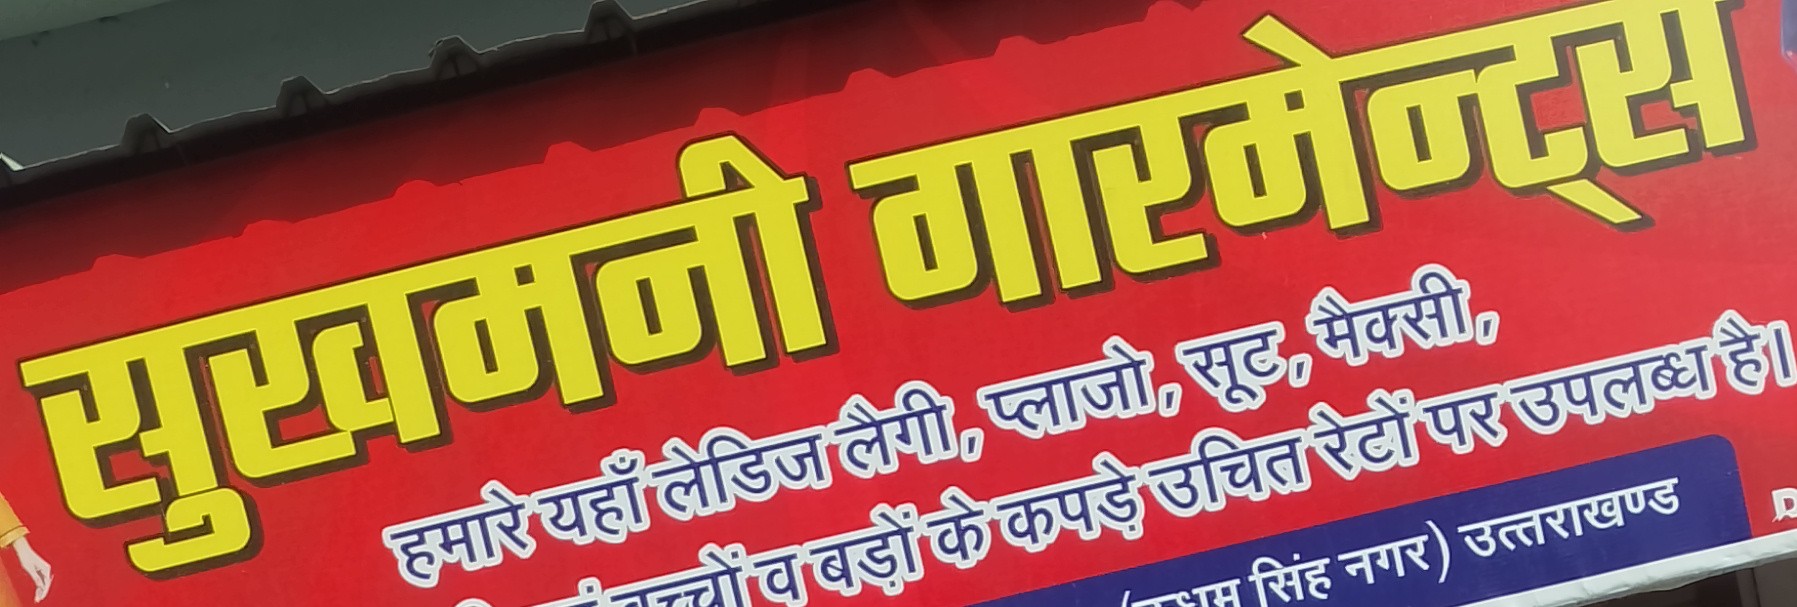 सुखमनी गारमेन्ट्स
हमारे यहाँ लेडिज लैगी, प्लाजो, सूट, मैक्सी,
बच्चों व बड़ों के कपड़े उचित रेटों पर उपलब्ध है।
सिंह नगर) उत्तराखण्ड